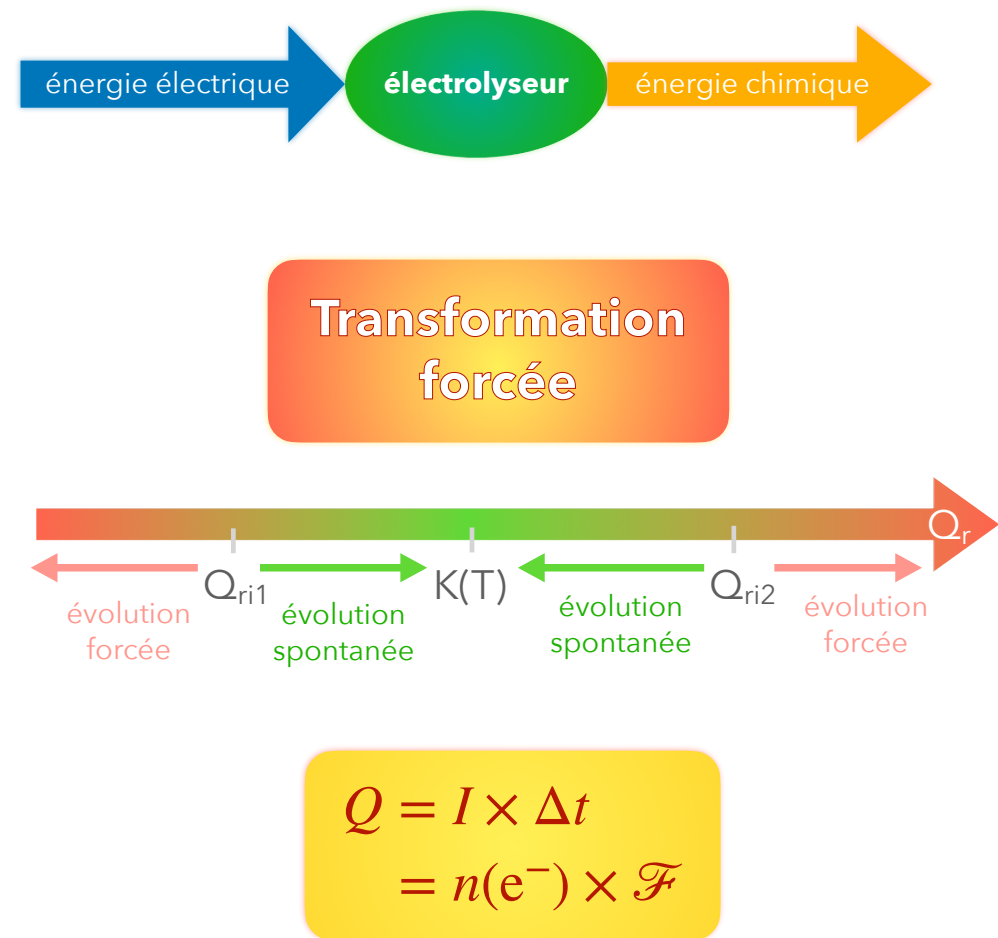 énergie électrique
électrolyseur
énergie chimique
Transformation
forcée
Qᵣ
Qᵣᵢ₁
K(T)
Qᵣᵢ₂
évolution
forcée
évolution
spontanée
évolution
spontanée
évolution
forcée
Q = I × Δt
= n(e⁻) × ℱ